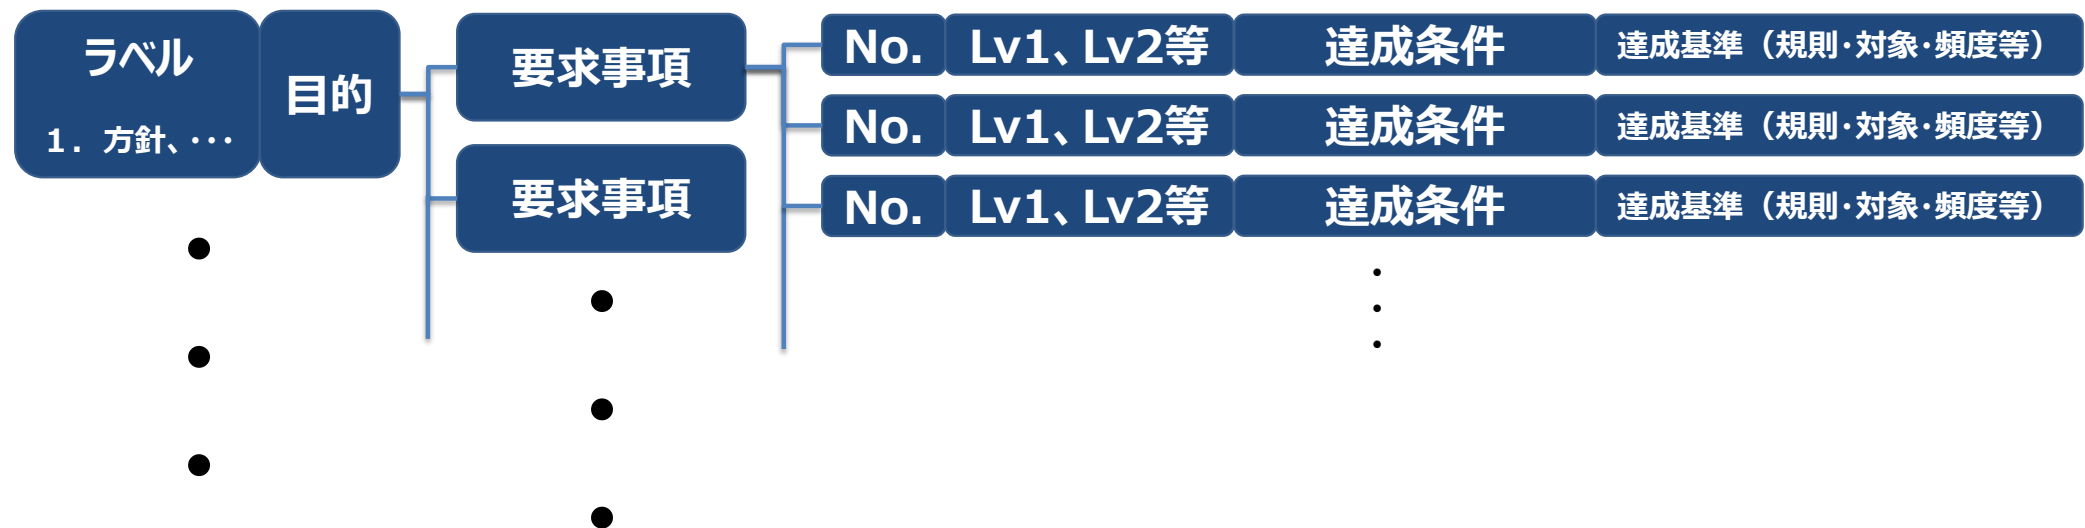 ラベル
1．方針、･･･
目的
要求事項
要求事項
No. Lv1、Lv2等 達成条件 達成基準（規則･対象･頻度等）
No. Lv1、Lv2等 達成条件 達成基準（規則･対象･頻度等）
No. Lv1、Lv2等 達成条件 達成基準（規則･対象･頻度等）